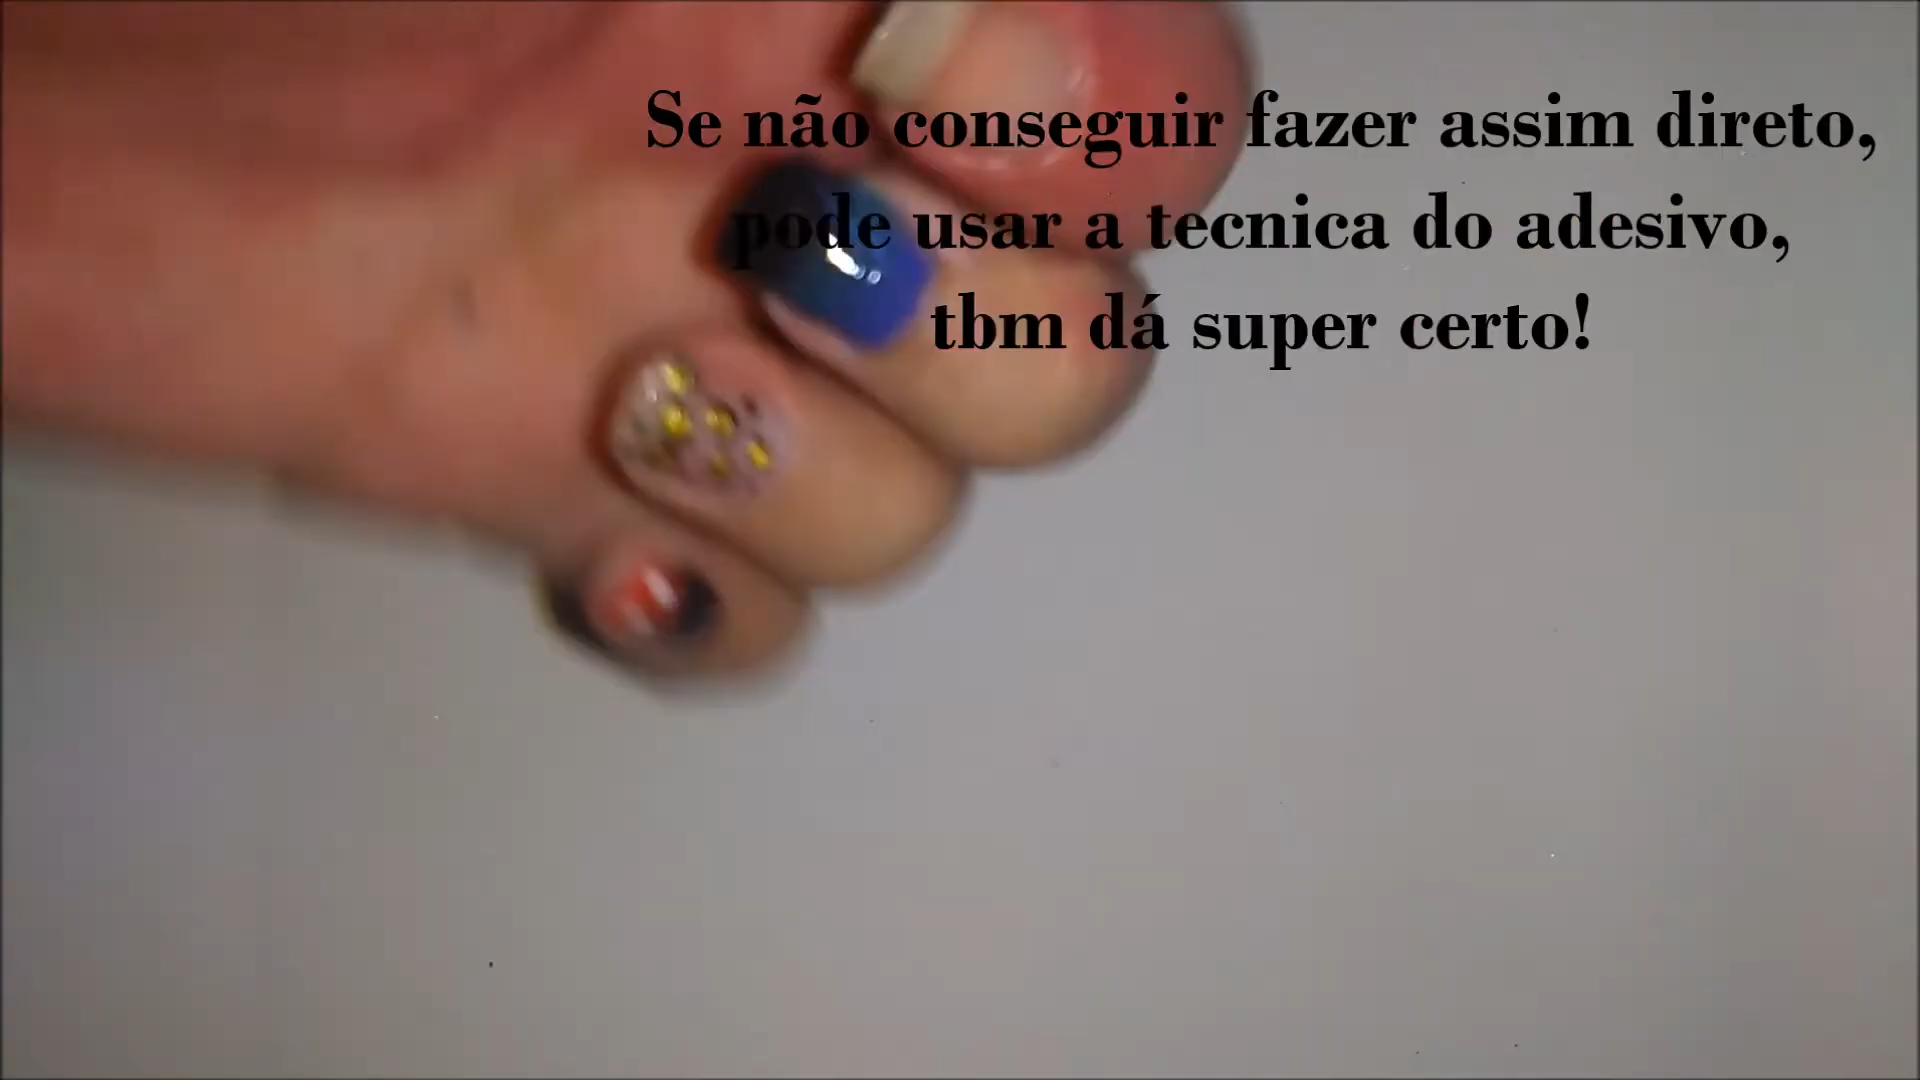 Se não conseguir fazer assim direto,
pode usar a tecnica do adesivo,
tbm dá super certo!